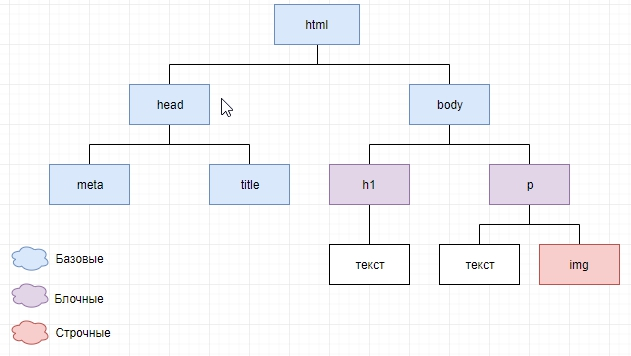 html
head
body
meta
title
h1
p
текст
текст
img
Базовые
Блочные
Строчные